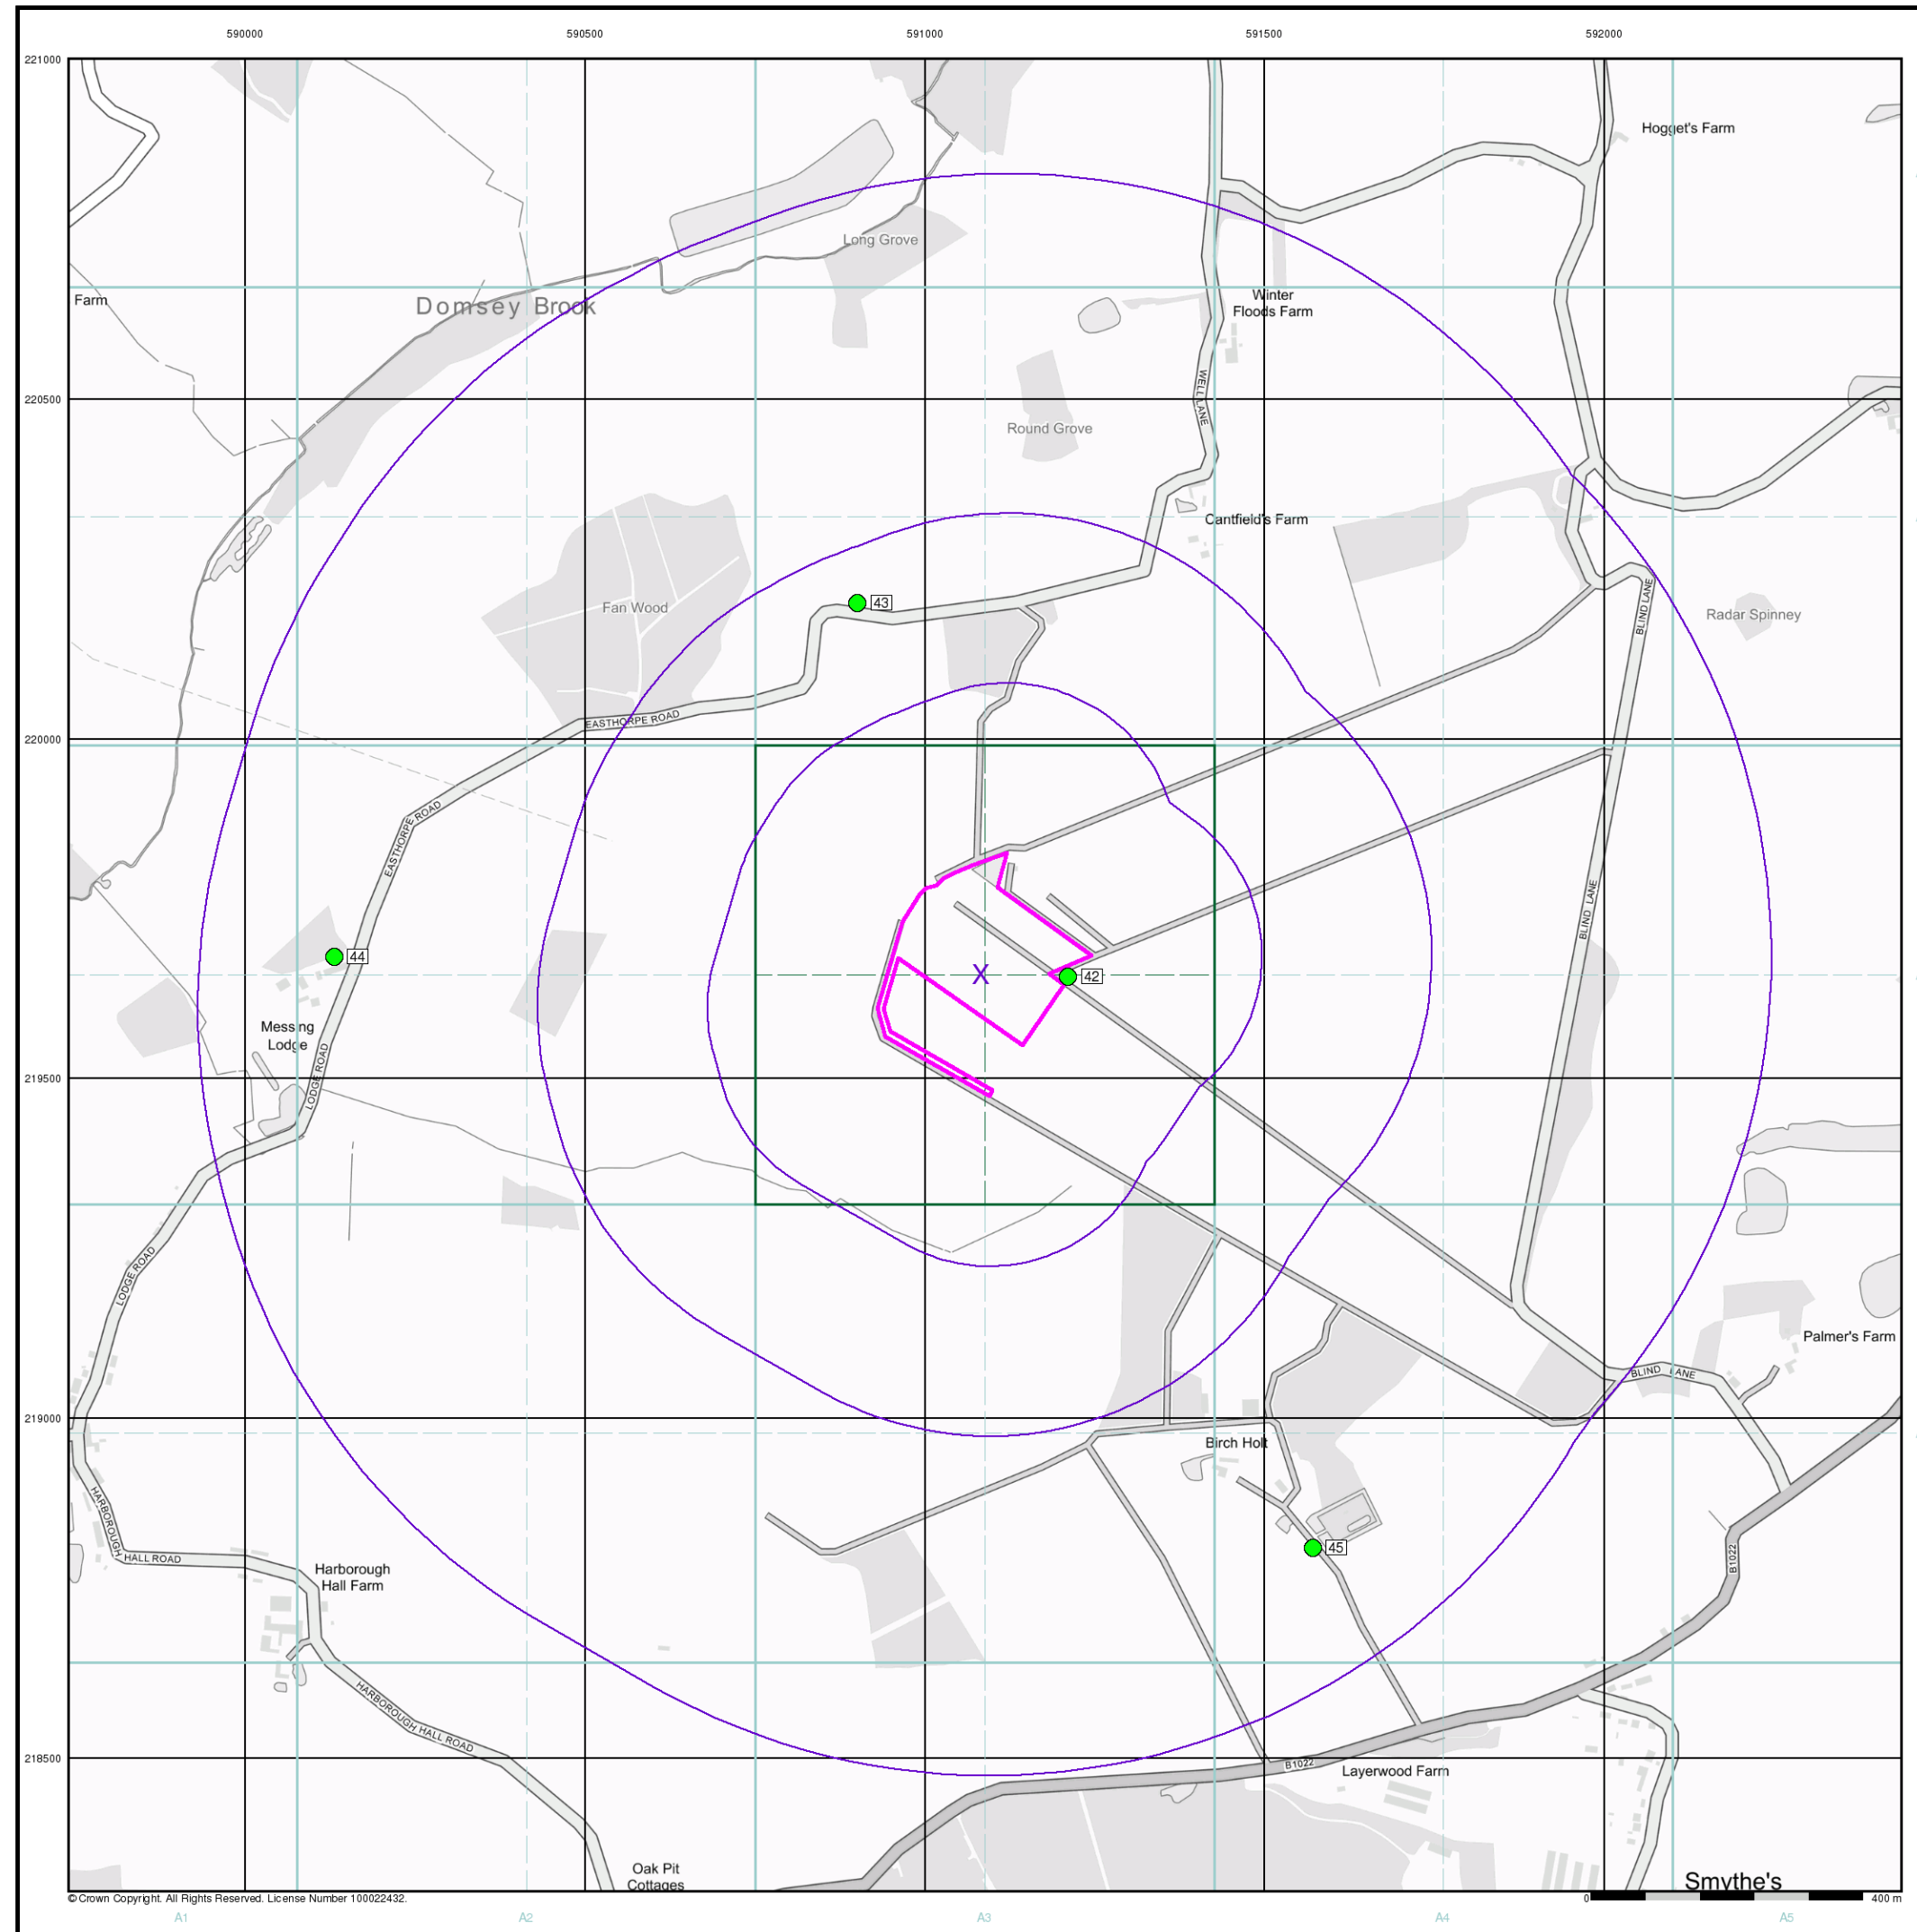 590000 590500 591000 591500 592000
221000
Hogget's Farm
Long Grove
Farm
Domsey Brook
Winter
Floods Farm
220500
WELL LANE
Round Grove
Cantfield's Farm
Fan Wood
43
BLIND LANE
Radar Spinney
EASTHORPE ROAD
220000
EASTHORPE ROAD
BLIND LANE
44
X
42
Messing
Lodge
LODGE ROAD
219500
LODGE ROAD
Palmer's Farm
BLIND LANE
219000
Birch Holt
HARBOROUGH
HALL ROAD
45
B1022
Harborough
Hall Farm
HARBOROUGH HALL ROAD
218500
B1022
Layerwood Farm
Oak Pit
Cottages
Smythe's
© Crown Copyright. All Rights Reserved. License Number 100022432.
0 400 m
A1 A2 A3 A4 A5